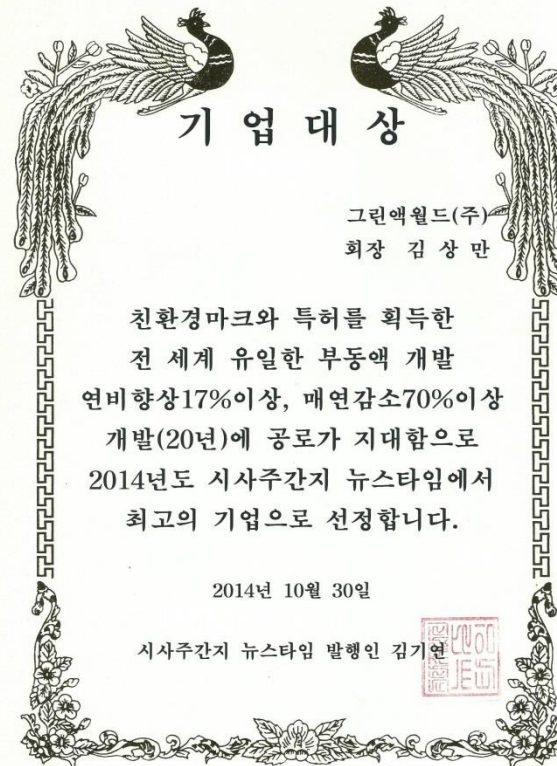 기업대상
그린액월드(주)
회장 김상만
친환경마크와 특허를 획득한
전 세계 유일한 부동액 개발
연비향상17%이상, 매연감소70%이상
개발(20년)에 공로가 지대함으로
2014년도 시사주간지 뉴스타임에서
최고의 기업으로 선정합니다.
2014년 10월 30일
시사주간지 뉴스타임 발행인 김기연